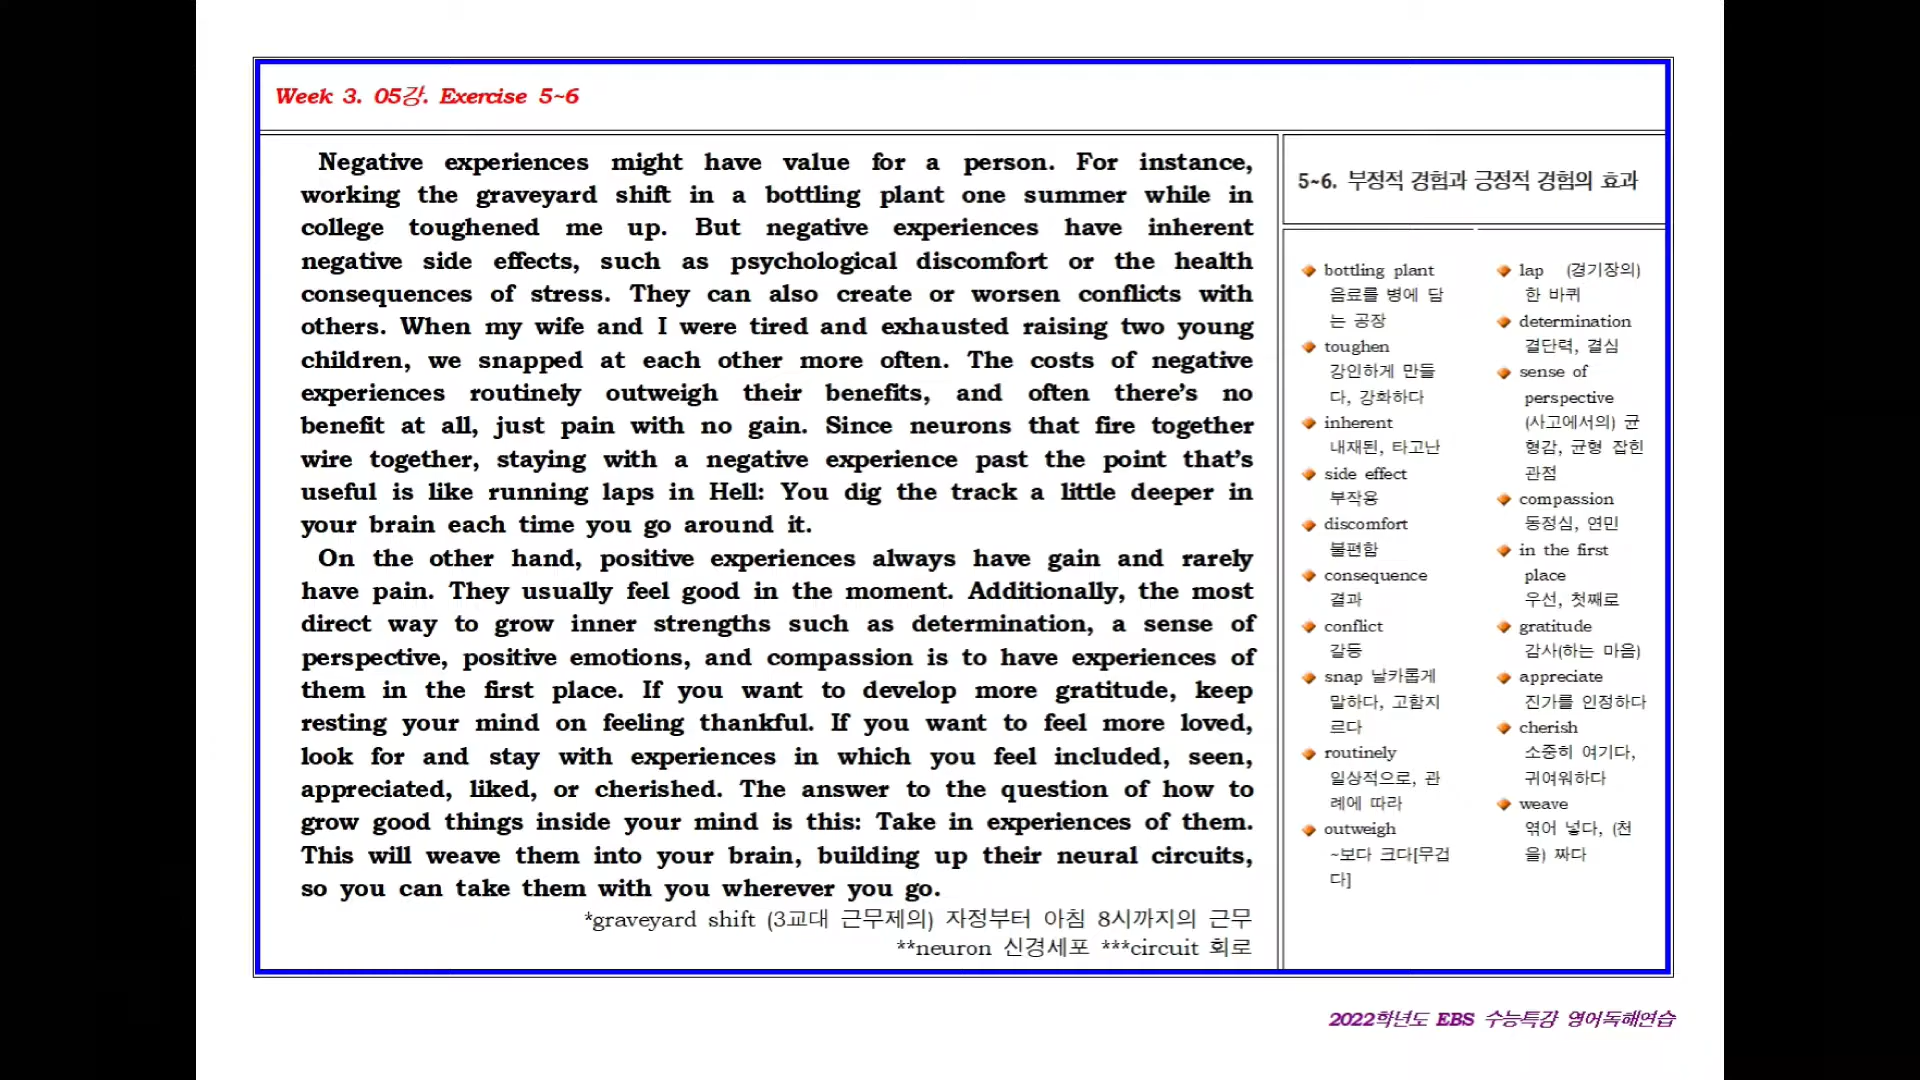 Week 3. 05강. Exercise 5~6
Negative experiences might have value for a person. For instance,
working the graveyard shift in a bottling plant one summer while in
college toughened me up. But negative experiences have inherent
negative side effects, such as psychological discomfort or the health
consequences of stress. They can also create or worsen conflicts with
others. When my wife and I were tired and exhausted raising two young
children, we snapped at each other more often. The costs of negative
experiences routinely outweigh their benefits, and often there's no
benefit at all, just pain with no gain. Since neurons that fire together
wire together, staying with a negative experience past the point that's
useful is like running laps in Hell: You dig the track a little deeper in
your brain each time you go around it.
On the other hand, positive experiences always have gain and rarely
have pain. They usually feel good in the moment. Additionally, the most
direct way to grow inner strengths such as determination, a sense of
perspective, positive emotions, and compassion is to have experiences of
them in the first place. If you want to develop more gratitude, keep
resting your mind on feeling thankful. If you want to feel more loved,
look for and stay with experiences in which you feel included, seen,
appreciated, liked, or cherished. The answer to the question of how to
grow good things inside your mind is this: Take in experiences of them.
This will weave them into your brain, building up their neural circuits,
so you can take them with you wherever you go.
*graveyard shift (3교대 근무제의) 자정부터 아침 8시까지의 근무
**neuron 신경세포 ***circuit 회로
5~6. 부정적 경험과 긍정적 경험의 효과
bottling plant
음료를 병에 담
는 공장
toughen
강인하게 만들
다, 강화하다
inherent
내재된, 타고난
side effect
부작용
discomfort
불편함
consequence
결과
conflict
갈등
snap 날카롭게
말하다, 고함지
르다
routinely
일상적으로, 관
례에 따라
outweigh
~보다 크다[무겁
다]
lap (경기장의)
한 바퀴
determination
결단력, 결심
sense of
perspective
(사고에서의) 균
형감, 균형 잡힌
관점
compassion
동정심, 연민
in the first
place
우선, 첫째로
gratitude
감사(하는 마음)
appreciate
진가를 인정하다
cherish
소중히 여기다,
귀여워하다
weave
엮어 넣다, (천
을) 짜다
2022학년도 EBS 수능특강 영어독해연습